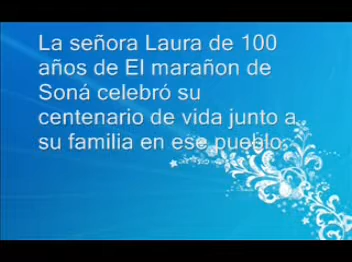 La señora Laura de 100
años de El marañon de
Soná celebró su
centenario de vida junto a
su familia en ese pueblo.